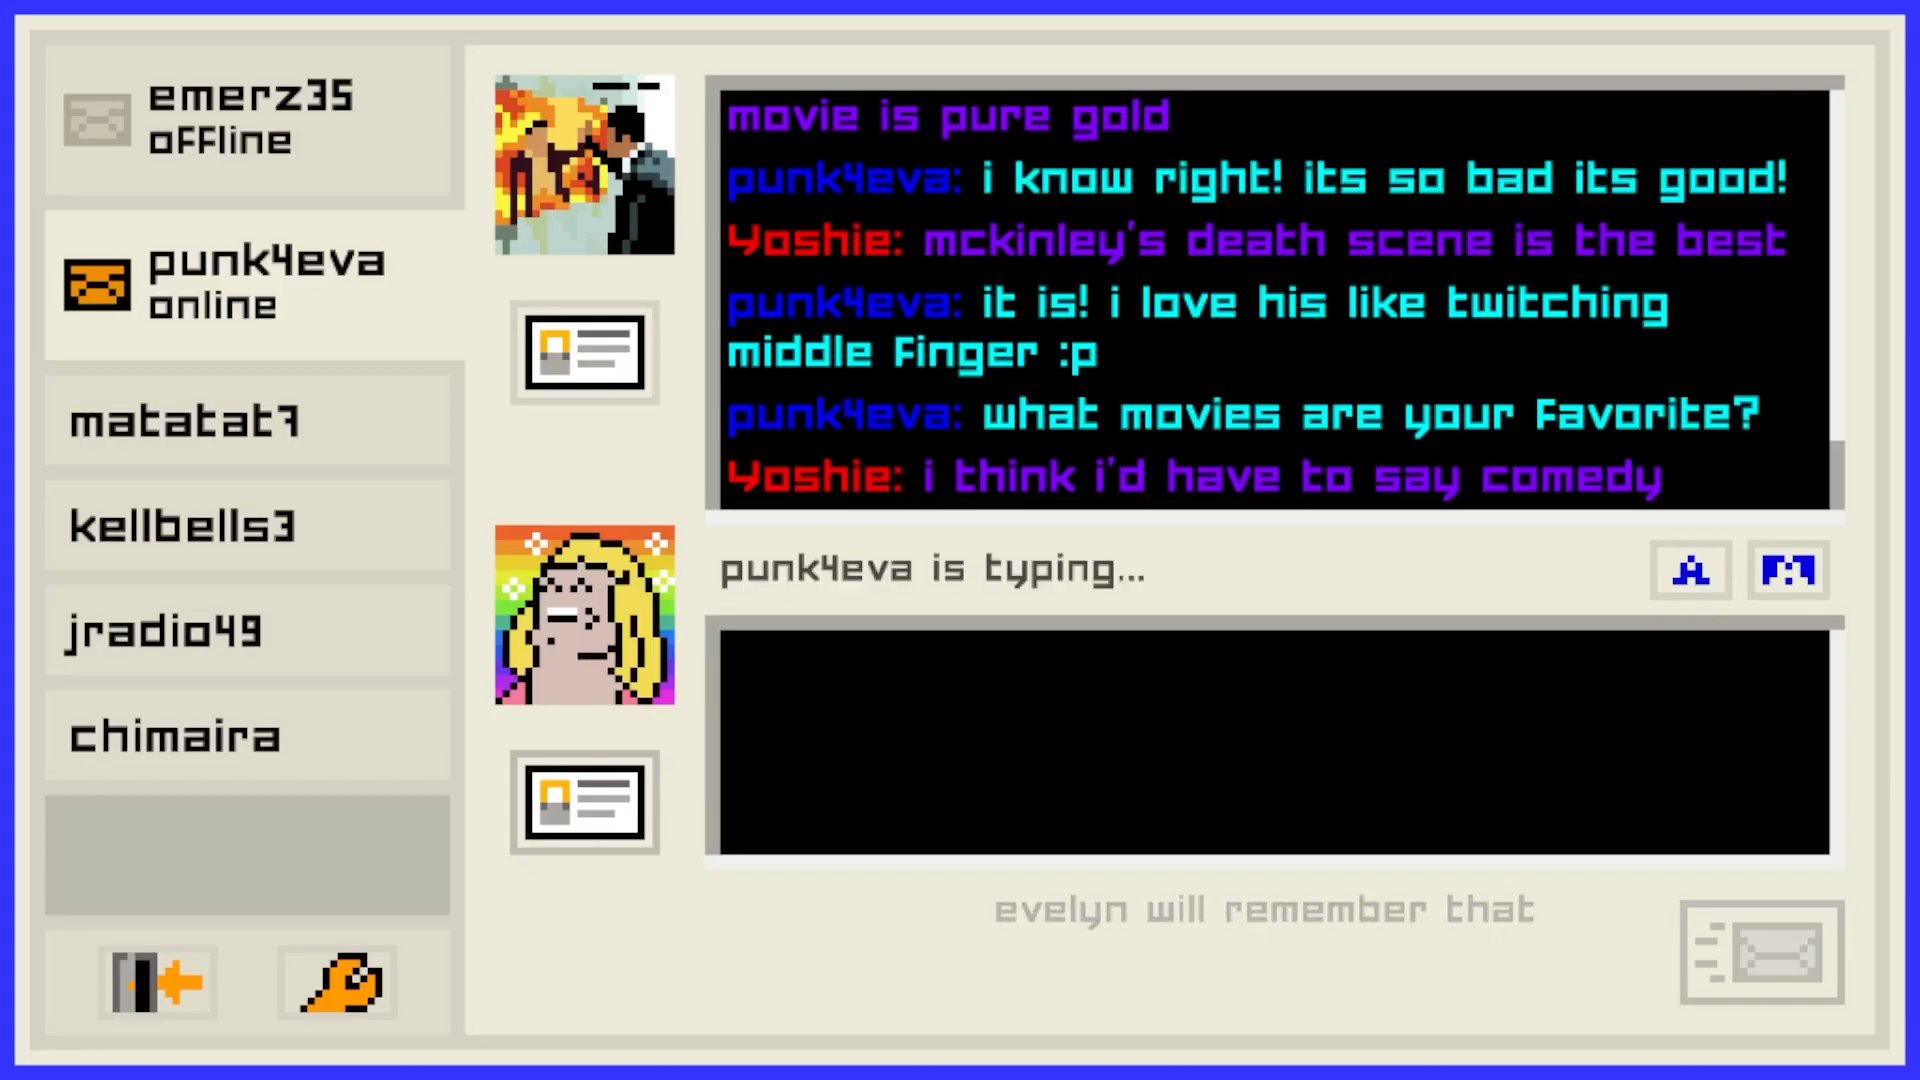 emerz35
offline
punk4eva
online
matatat7
kellbells3
jradio49
chimaira
movie is pure gold
punk4eva: i know right! its so bad its good!
Yoshie: mckinley's death scene is the best
punk4eva: it is! i love his like twitching
middle finger :p
punk4eva: what movies are your favorite?
Yoshie: i think i'd have to say comedy
punk4eva is typing...
A
evelyn will remember that